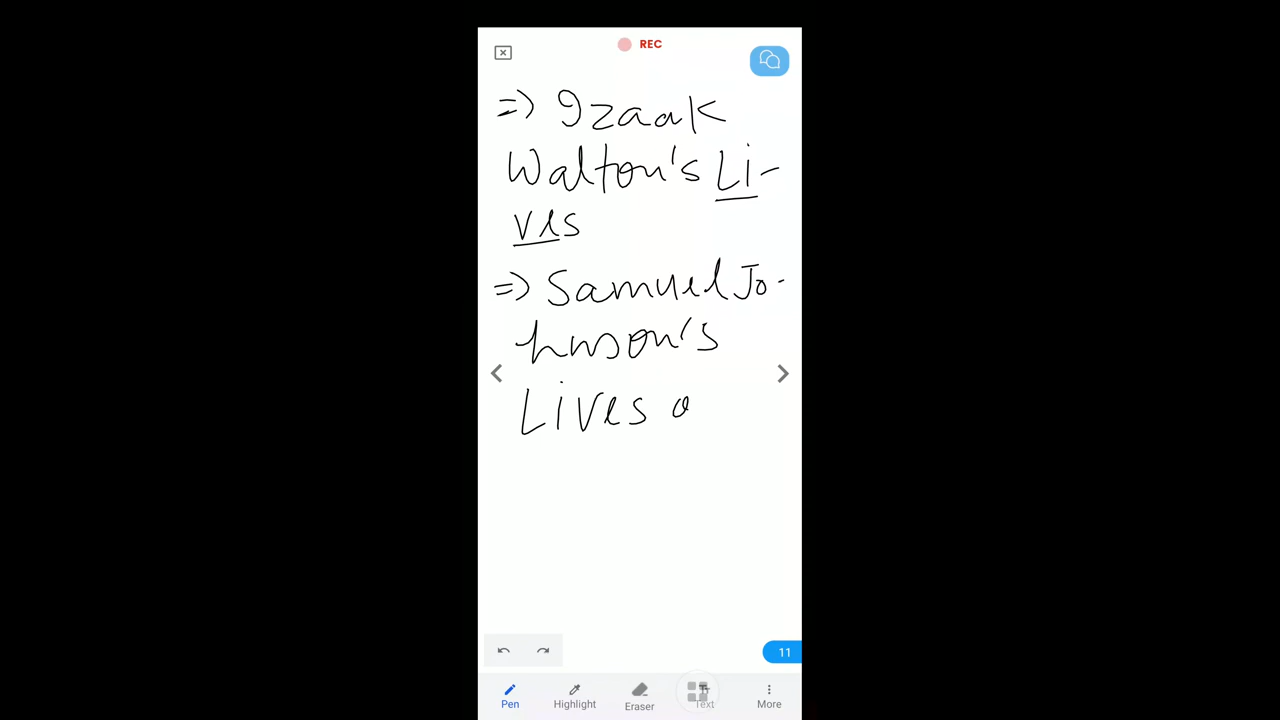 REC
=> Izaak
Walton's Li-
ves
=> Samuel Jo-
hnson's
Lives o
11
Pen Highlight Eraser Text More